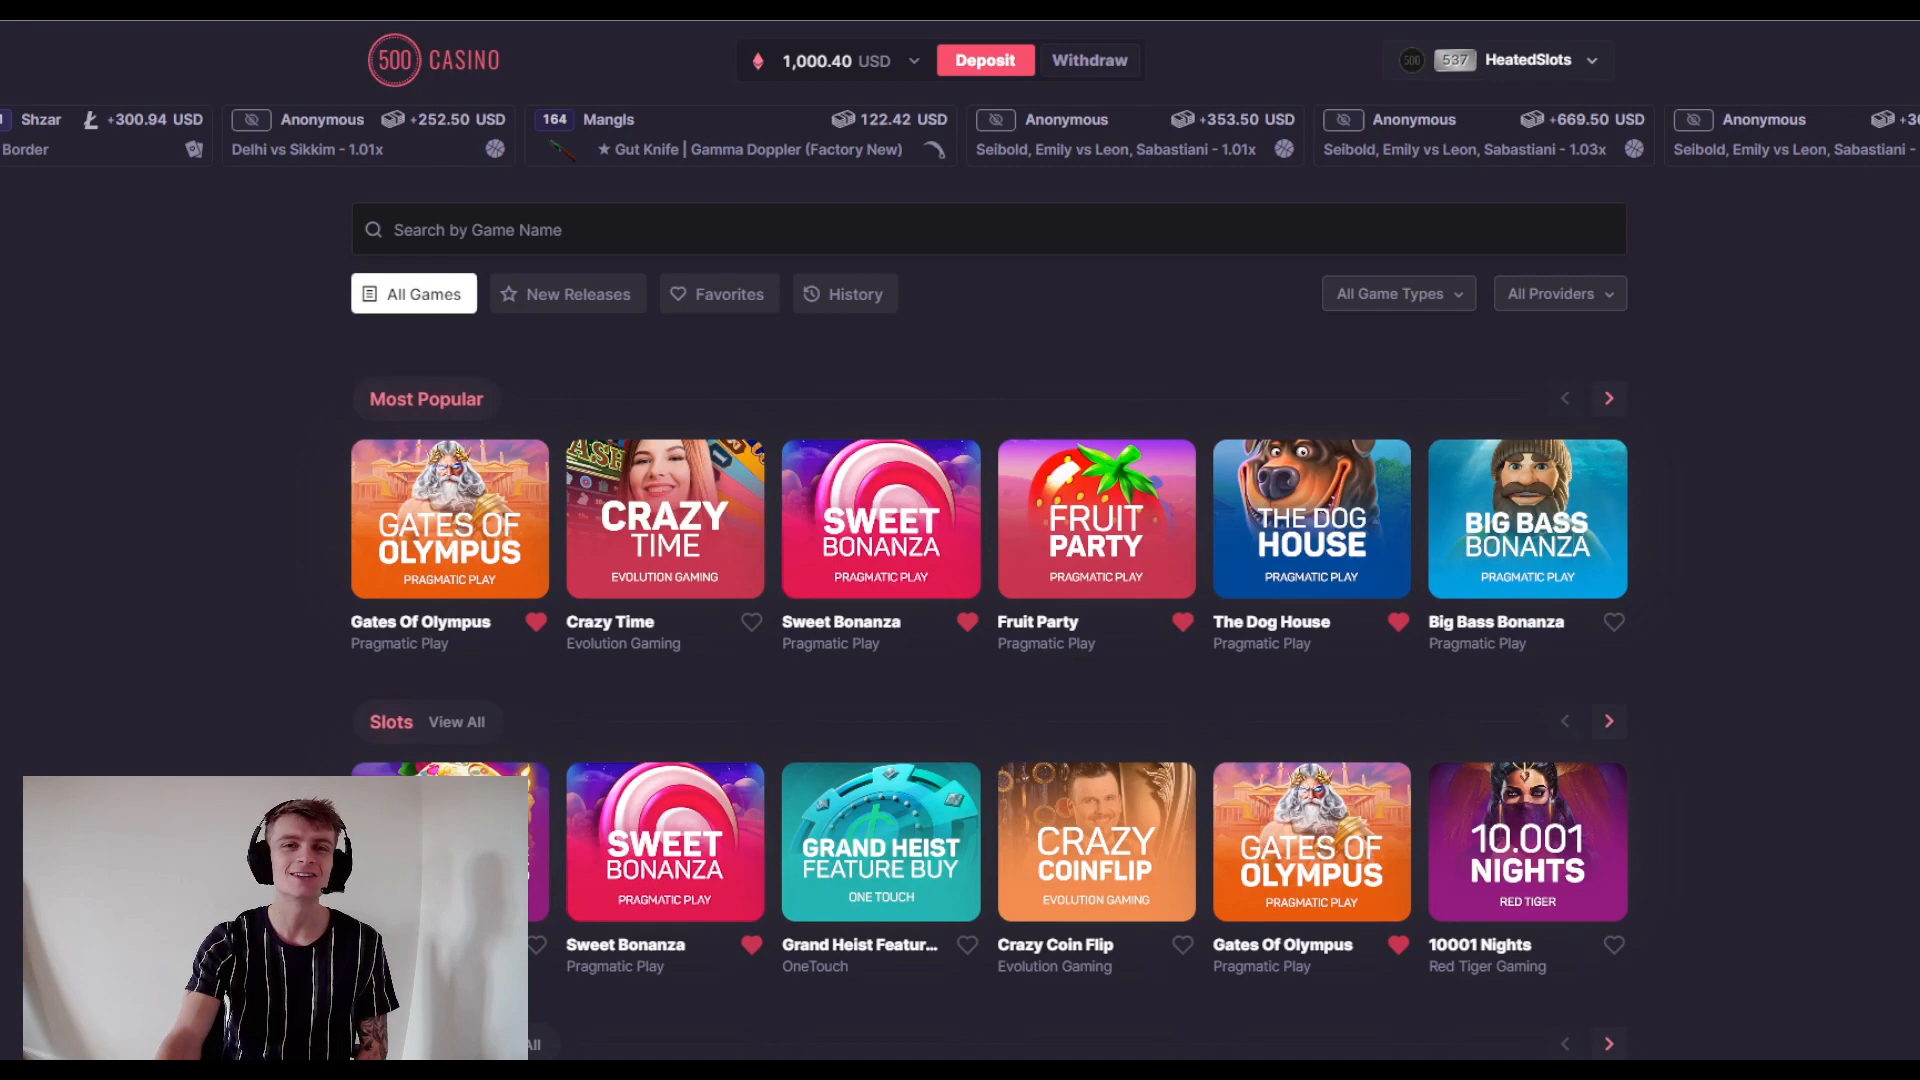 500 CASINO
1,000.40 USD
Deposit
Withdraw
500 537 HeatedSlots
Shzar +300.94 USD
Border
Anonymous +252.50 USD
Delhi vs Sikkim - 1.01x
164 Mangls 122.42 USD
★ Gut Knife | Gamma Doppler (Factory New)
Anonymous +353.50 USD
Seibold, Emily vs Leon, Sabastiani - 1.01x
Anonymous +669.50 USD
Seibold, Emily vs Leon, Sabastiani - 1.03x
Anonymous
Seibold, Emily vs Leon, Sabastiani -
Search by Game Name
All Games
New Releases
Favorites
History
All Game Types
All Providers
Most Popular
GATES OF
OLYMPUS
PRAGMATIC PLAY
CASH
CRAZY
TIME
EVOLUTION GAMING
SWEET
BONANZA
PRAGMATIC PLAY
FRUIT
PARTY
PRAGMATIC PLAY
THE DOG
HOUSE
PRAGMATIC PLAY
BIG BASS
BONANZA
PRAGMATIC PLAY
Gates Of Olympus
Pragmatic Play
Crazy Time
Evolution Gaming
Sweet Bonanza
Pragmatic Play
Fruit Party
Pragmatic Play
The Dog House
Pragmatic Play
Big Bass Bonanza
Pragmatic Play
Slots View All
SWEET
BONANZA
PRAGMATIC PLAY
GRAND HEIST
FEATURE BUY
ONE TOUCH
CRAZY
COINFLIP
EVOLUTION GAMING
GATES OF
OLYMPUS
PRAGMATIC PLAY
10.001
NIGHTS
RED TIGER
Sweet Bonanza
Pragmatic Play
Grand Heist Featur...
OneTouch
Crazy Coin Flip
Evolution Gaming
Gates Of Olympus
Pragmatic Play
10001 Nights
Red Tiger Gaming
All